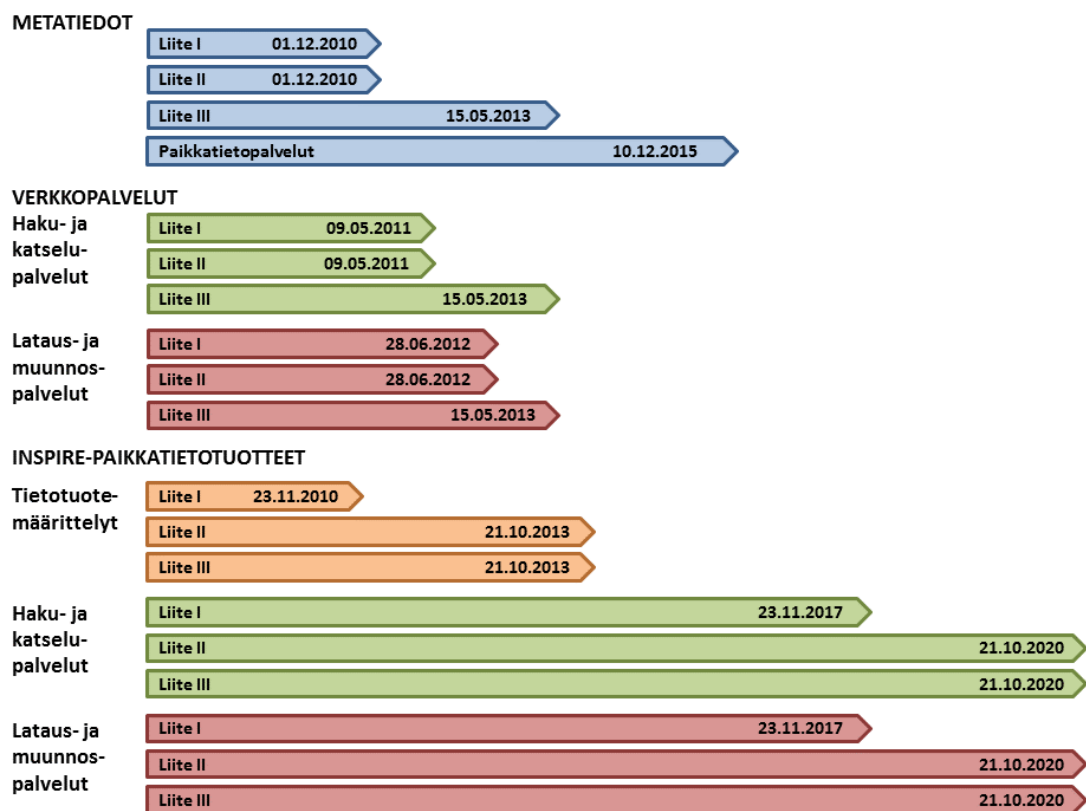 METATIEDOT
Liite I 01.12.2010
Liite II 01.12.2010
Liite III 15.05.2013
Paikkatietopalvelut 10.12.2015
VERKKOPALVELUT
Haku- ja
katselu-
palvelut
Liite I 09.05.2011
Liite II 09.05.2011
Liite III 15.05.2013
Lataus- ja
muunnos-
palvelut
Liite I 28.06.2012
Liite II 28.06.2012
Liite III 15.05.2013
INSPIRE-PAIKKATIETOTUOTTEET
Tietotuote-
määrittelyt
Liite I 23.11.2010
Liite II 21.10.2013
Liite III 21.10.2013
Haku- ja
katselu-
palvelut
Liite I 23.11.2017
Liite II 21.10.2020
Liite III 21.10.2020
Lataus- ja
muunnos-
palvelut
Liite I 23.11.2017
Liite II 21.10.2020
Liite III 21.10.2020